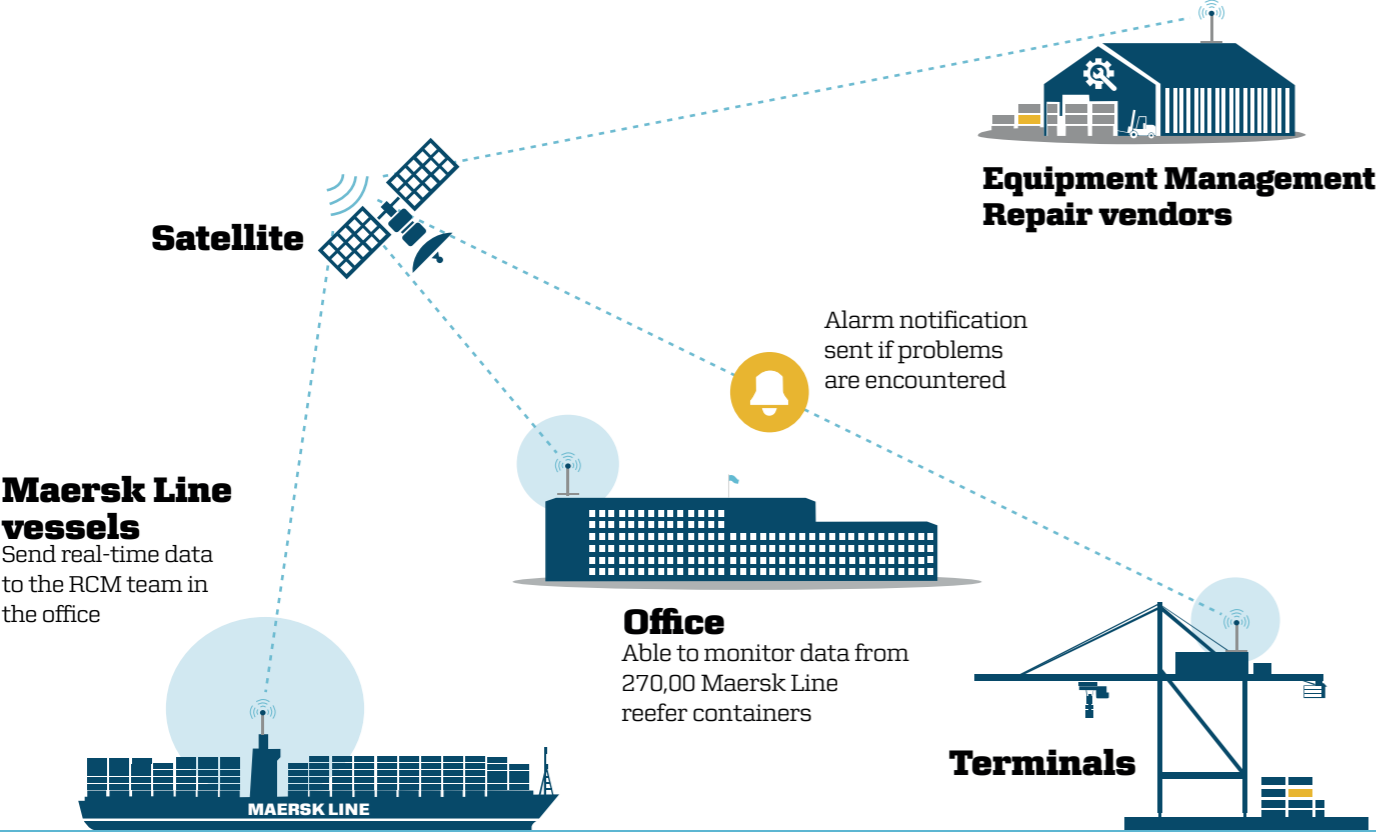 Equipment Management
Repair vendors
Satellite
Alarm notification
sent if problems
are encountered
Maersk Line
vessels
Send real-time data
to the RCM team in
the office
Office
Able to monitor data from
270,00 Maersk Line
reefer containers
Terminals
MAERSK LINE